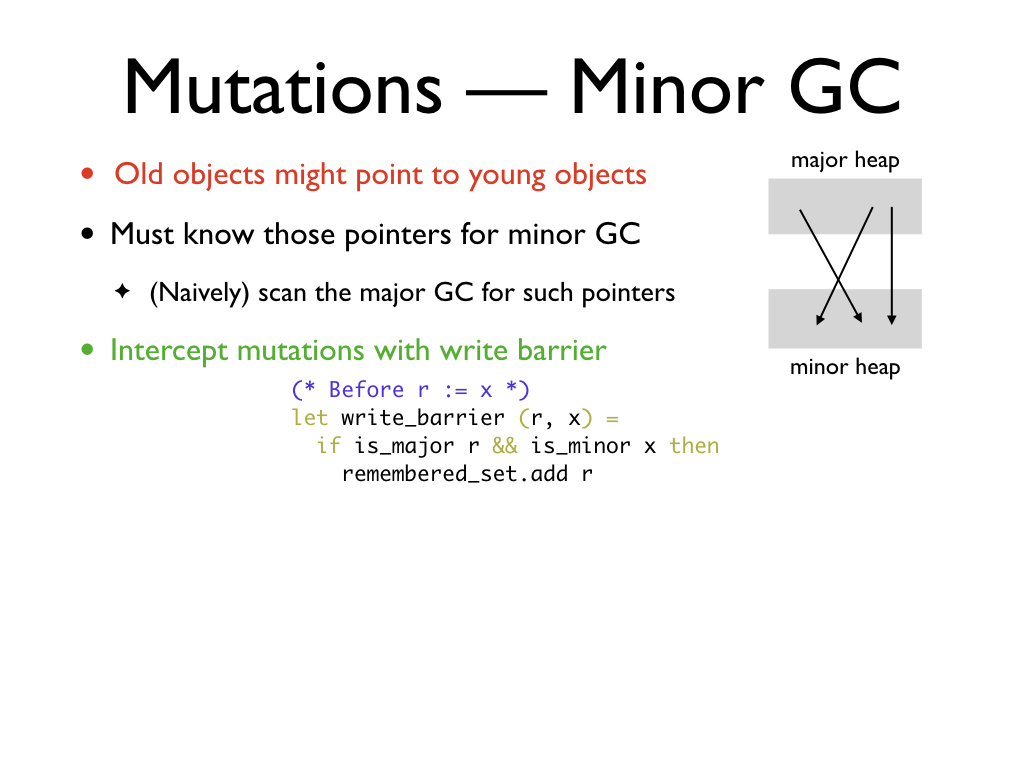 Mutations — Minor GC
• Old objects might point to young objects
• Must know those pointers for minor GC
✦ (Naively) scan the major GC for such pointers
• Intercept mutations with write barrier
(* Before r := x *)
let write_barrier (r, x) =
  if is_major r && is_minor x then
    remembered_set.add r
major heap
minor heap